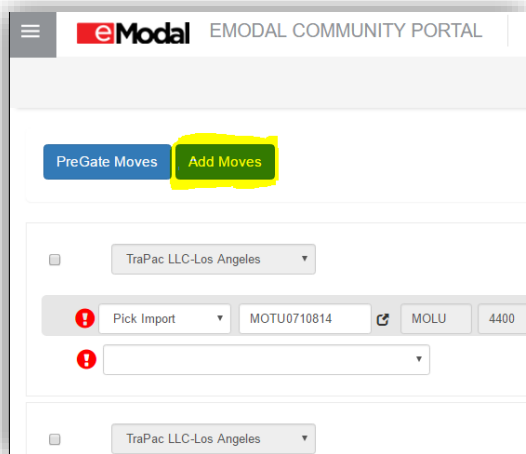 eModal EMODAL COMMUNITY PORTAL
PreGate Moves Add Moves
TraPac LLC-Los Angeles
Pick Import MOTU0710814 MOLU 4400
TraPac LLC-Los Angeles